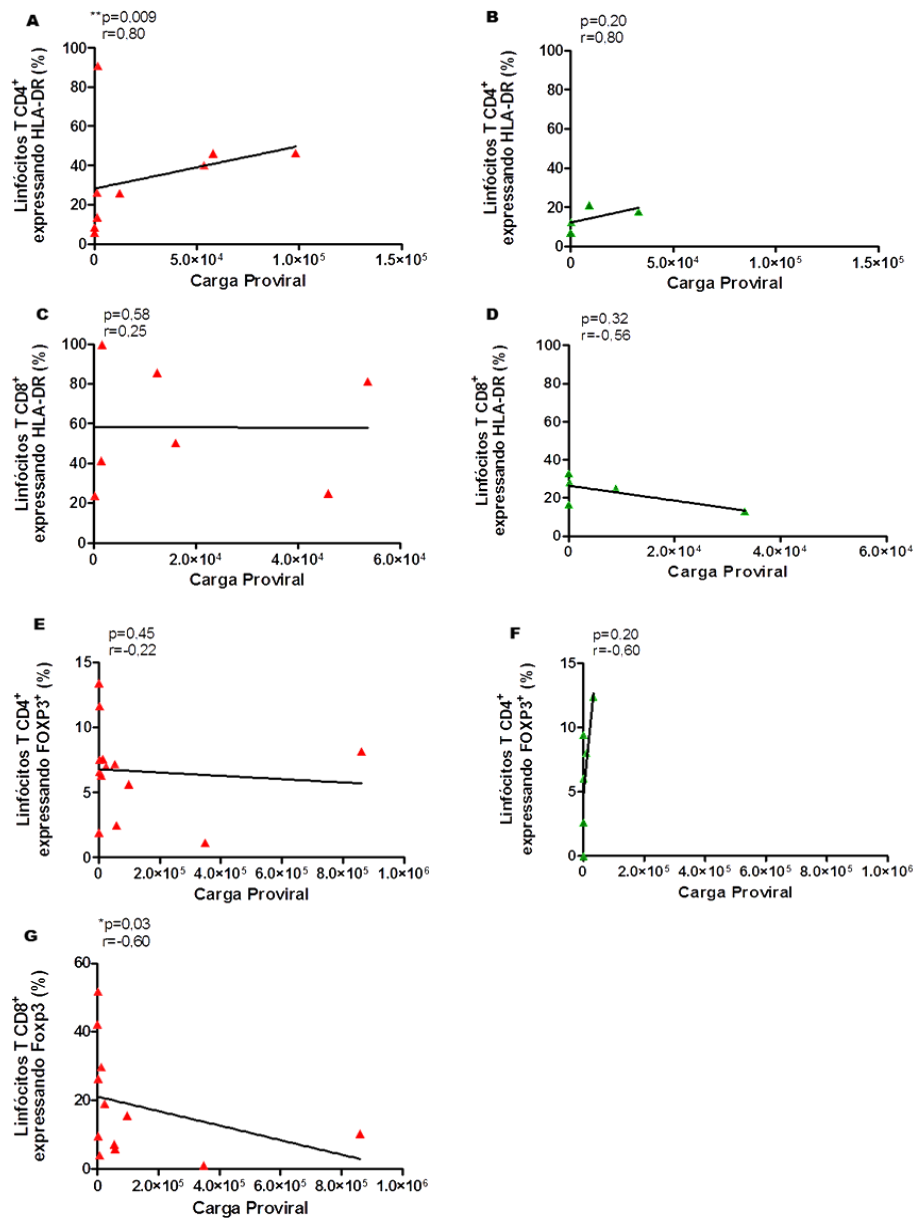 A
**p=0.009
r=0.80
Linfócitos T CD4+
expressando HLA-DR (%)
100
80
60
40
20
0
0
5.0×10⁴
1.0×10⁵
1.5×10⁵
Carga Proviral
B
p=0.20
r=0.80
Linfócitos T CD4+
expressando HLA-DR (%)
100
80
60
40
20
0
0
5.0×10⁴
1.0×10⁵
1.5×10⁵
Carga Proviral
C
p=0,58
r=0,25
Linfócitos T CD8+
expressando HLA-DR (%)
100
80
60
40
20
0
0
2.0×10⁴
4.0×10⁴
6.0×10⁴
Carga Proviral
D
p=0.32
r=-0,56
Linfócitos T CD8+
expressando HLA-DR (%)
100
80
60
40
20
0
0
2.0×10⁴
4.0×10⁴
6.0×10⁴
Carga Proviral
E
p=0.45
r=-0,22
Linfócitos T CD4+
expressando FOXP3+ (%)
15
10
5
0
0
2.0×10⁵
4.0×10⁵
6.0×10⁵
8.0×10⁵
1.0×10⁶
Carga Proviral
F
p=0.20
r=-0,60
Linfócitos T CD4+
expressando FOXP3+ (%)
15
10
5
0
0
2.0×10⁵
4.0×10⁵
6.0×10⁵
8.0×10⁵
1.0×10⁶
Carga Proviral
G
*p=0,03
r=-0,60
Linfócitos T CD8+
expressando Foxp3 (%)
60
40
20
0
0
2.0×10⁵
4.0×10⁵
6.0×10⁵
8.0×10⁵
1.0×10⁶
Carga Proviral